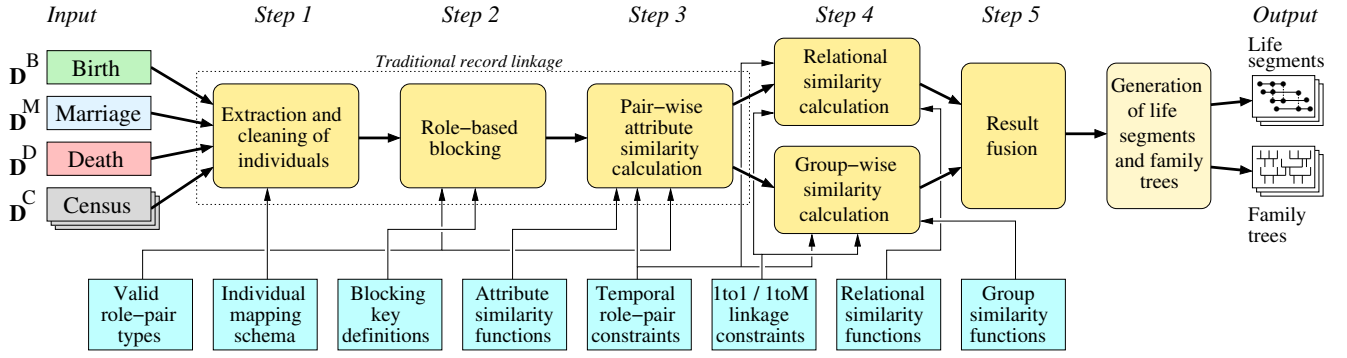 Input Step 1 Step 2 Step 3 Step 4 Step 5 Output
D^B Birth
D^M Marriage
D^D Death
D^C Census
Traditional record linkage
Extraction and
cleaning of
individuals
Role−based
blocking
Pair−wise
attribute
similarity
calculation
Relational
similarity
calculation
Group−wise
similarity
calculation
Result
fusion
Generation
of life
segments
and family
trees
Life
segments
Family
trees
Valid
role−pair
types
Individual
mapping
schema
Blocking
key
definitions
Attribute
similarity
functions
Temporal
role−pair
constraints
1to1 / 1toM
linkage
constraints
Relational
similarity
functions
Group
similarity
functions